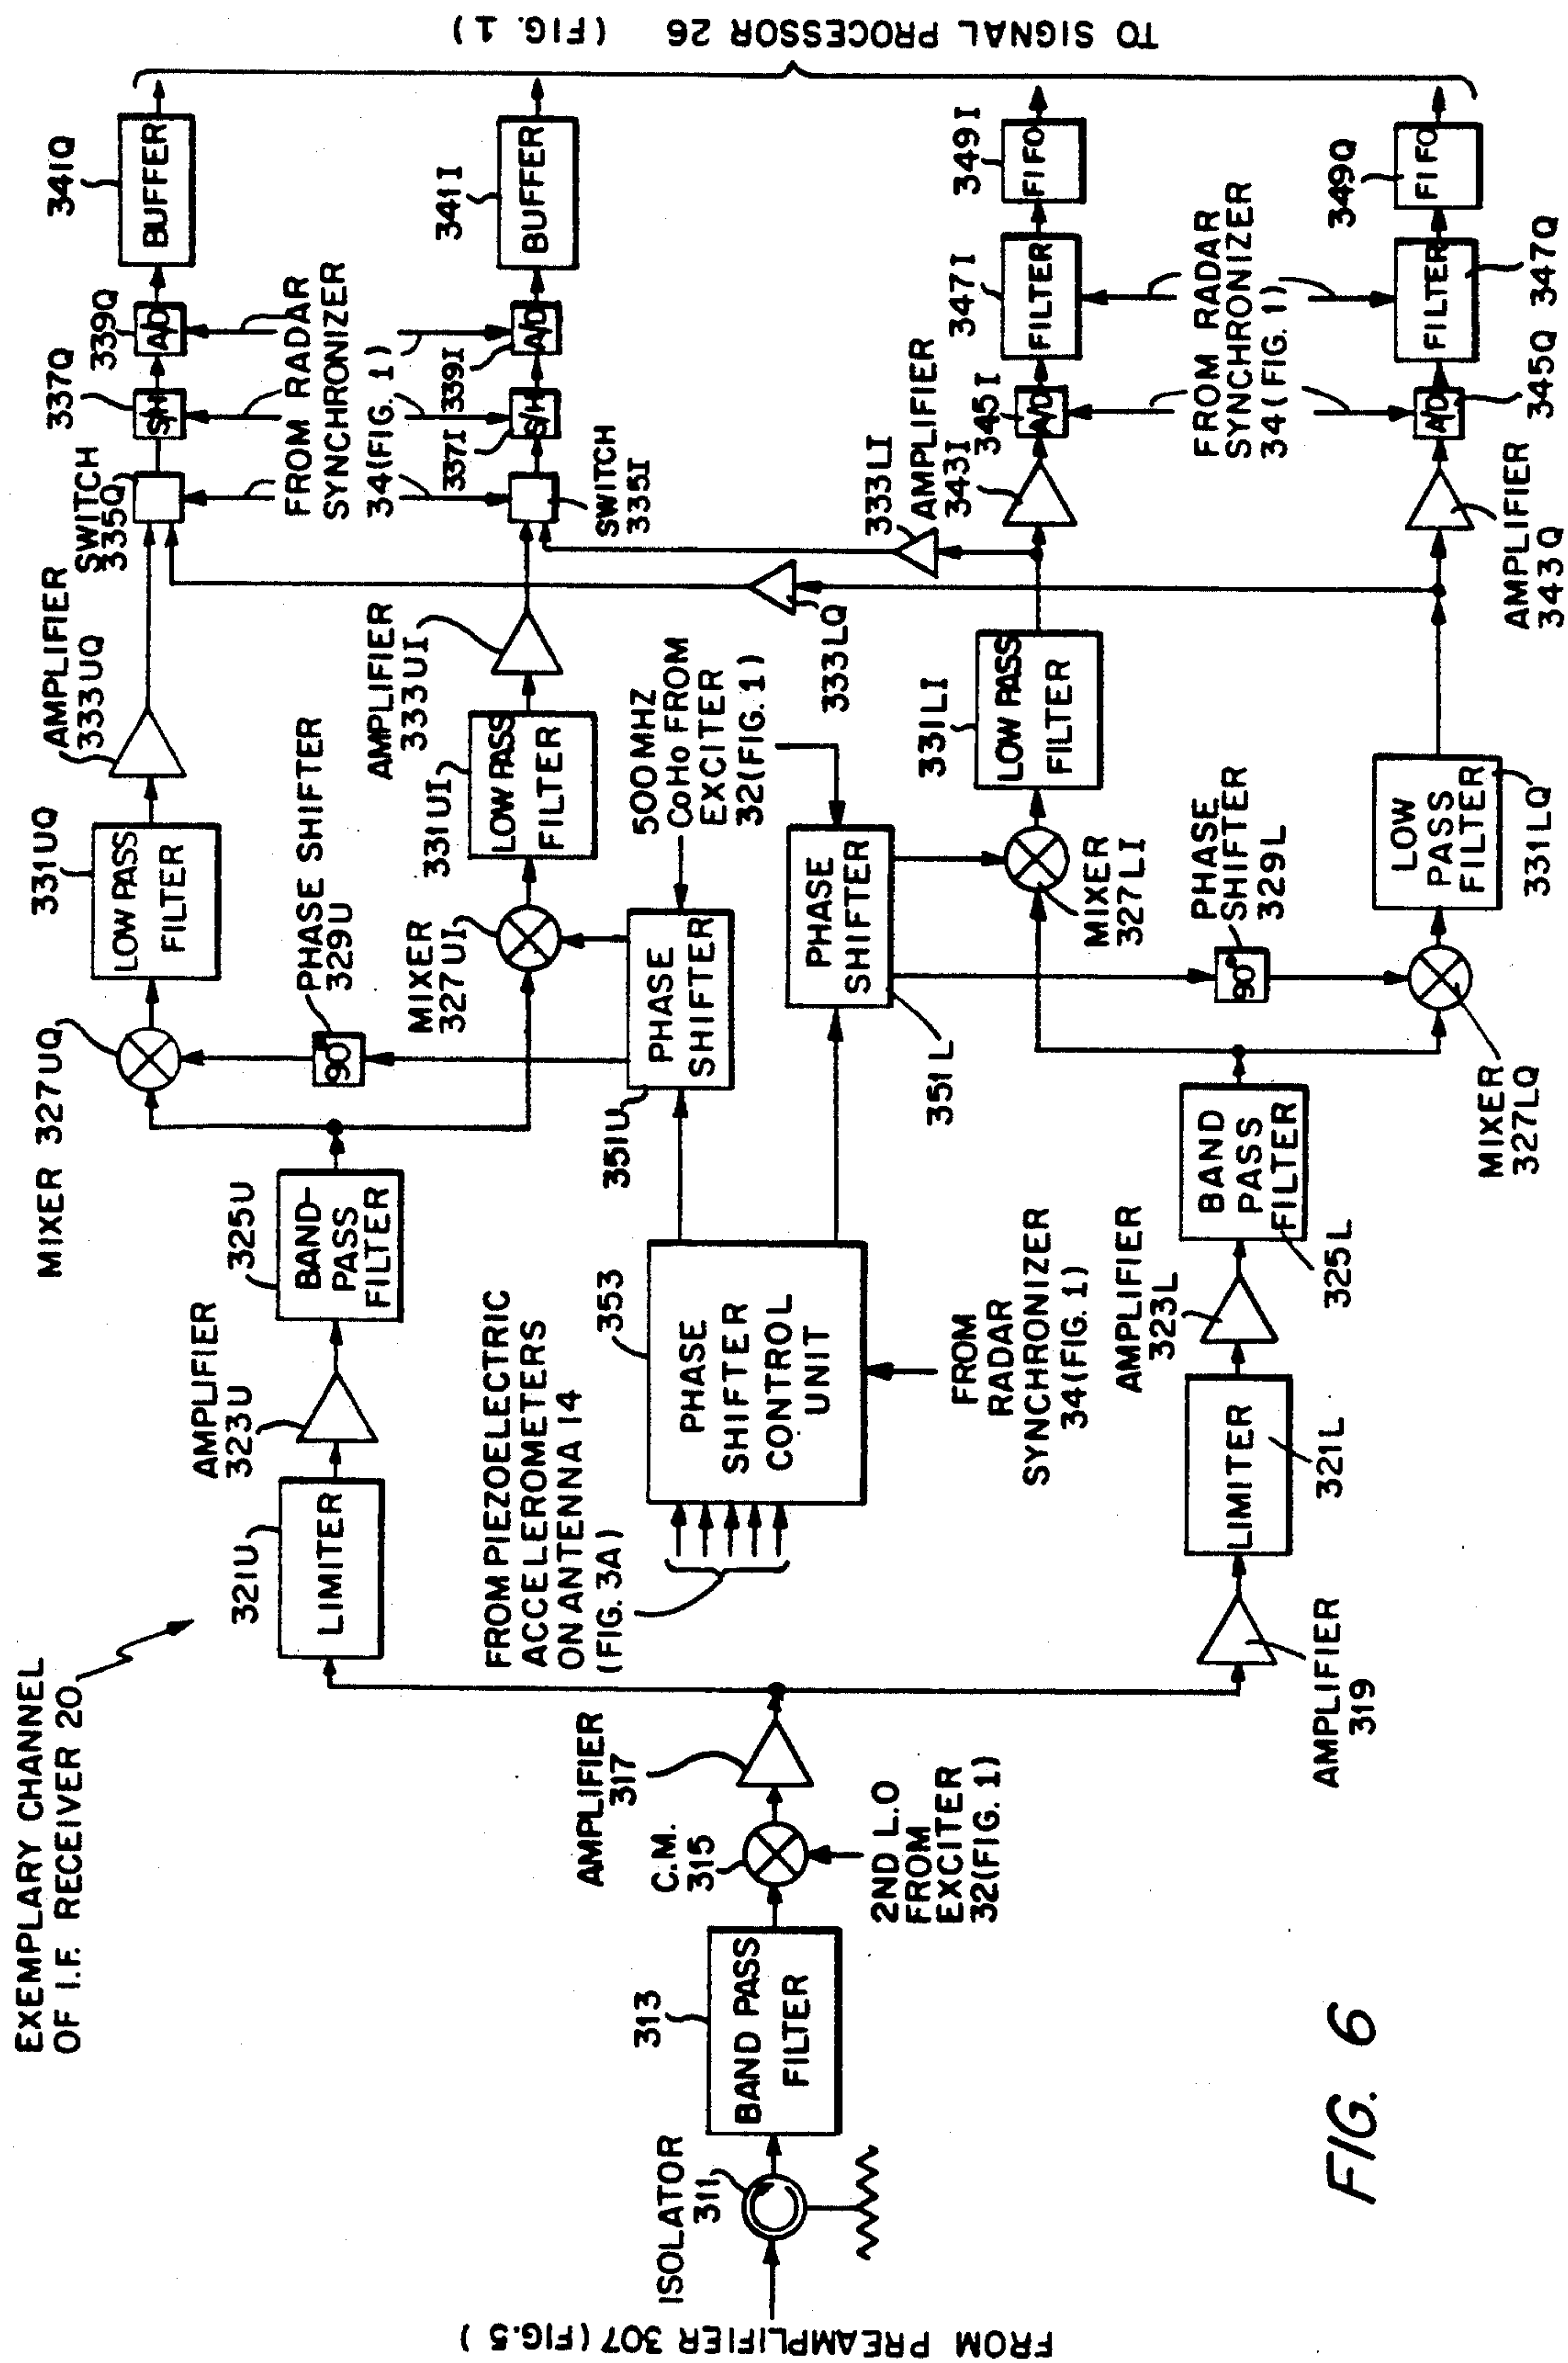 EXEMPLARY CHANNEL
OF I.F. RECEIVER 20
FROM PREAMPLIFIER 307 (FIG.5)
ISOLATOR
311
313
BAND PASS
FILTER
C.M.
315
2ND L.O
FROM
EXCITER
32(FIG. 1)
AMPLIFIER
317
AMPLIFIER
319
321U
LIMITER
AMPLIFIER
323U
325U
BAND-
PASS
FILTER
MIXER 327UQ
331UQ
LOW PASS
FILTER
AMPLIFIER
333UQ
SWITCH
335Q
337Q
S/H
339Q
A/D
341Q
BUFFER
90°
PHASE SHIFTER
329U
MIXER
327UI
331UI
LOW PASS
FILTER
AMPLIFIER
333UI
FROM RADAR
SYNCHRONIZER
34(FIG. 1)
SWITCH
335I
337I
S/H
339I
A/D
341I
BUFFER
FROM PIEZOELECTRIC
ACCELEROMETERS
ON ANTENNA 14
(FIG. 3A)
353
PHASE
SHIFTER
CONTROL
UNIT
FROM
RADAR
SYNCHRONIZER
34(FIG. 1)
351U
PHASE
SHIFTER
500MHZ
CoHo FROM
EXCITER
32(FIG. 1)
PHASE
SHIFTER
351L
333LQ
333LI
MIXER
327LI
331LI
LOW PASS
FILTER
AMPLIFIER
343I
345I
A/D
347I
FILTER
349I
FIFO
FROM RADAR
SYNCHRONIZER
34(FIG. 1)
LIMITER
321L
AMPLIFIER
323L
BAND
PASS
FILTER
325L
PHASE
SHIFTER
329L
90°
MIXER
327LQ
LOW
PASS
FILTER
331LQ
AMPLIFIER
343Q
A/D
345Q
FILTER
347Q
349Q
FIFO
TO SIGNAL PROCESSOR 26 (FIG. 1)
FIG. 6